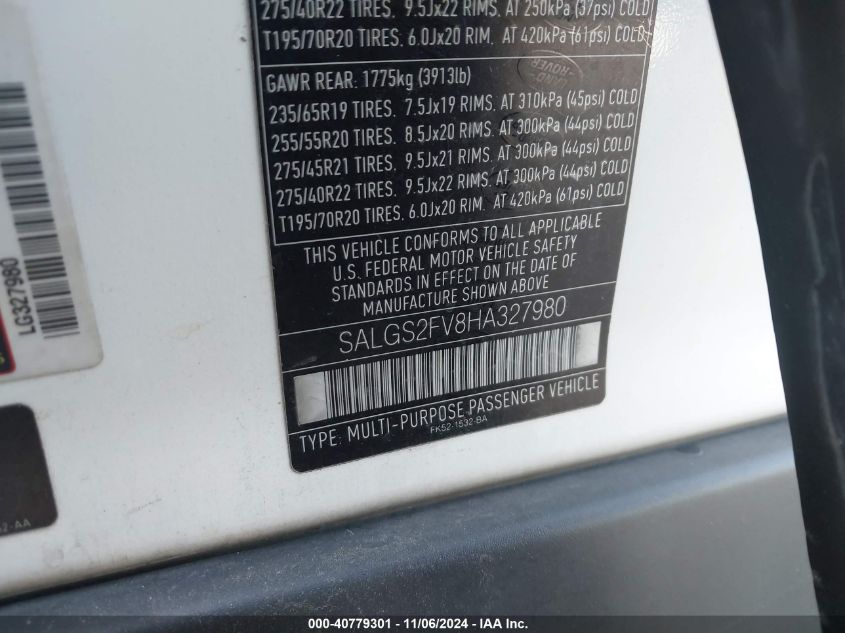 275/40R22 TIRES. 9.5Jx22 RIMS. AT 250kPa (37psi) COLD
T195/70R20 TIRES. 6.0Jx20 RIM. AT 420kPa (61psi) COLD
LAND
ROVER
GAWR REAR: 1775kg (3913lb)
235/65R19 TIRES. 7.5Jx19 RIMS. AT 310kPa (45psi) COLD
255/55R20 TIRES. 8.5Jx20 RIMS. AT 300kPa (44psi) COLD
275/45R21 TIRES. 9.5Jx21 RIMS. AT 300kPa (44psi) COLD
275/40R22 TIRES. 9.5Jx22 RIMS. AT 300kPa (44psi) COLD
T195/70R20 TIRES. 6.0Jx20 RIM. AT 420kPa (61psi) COLD
THIS VEHICLE CONFORMS TO ALL APPLICABLE
U.S. FEDERAL MOTOR VEHICLE SAFETY
STANDARDS IN EFFECT ON THE DATE OF
MANUFACTURE SHOWN ABOVE
SALGS2FV8HA327980
TYPE: MULTI-PURPOSE PASSENGER VEHICLE
FK52-1532-BA
LG327980
000-40779301 - 11/06/2024 - IAA Inc.